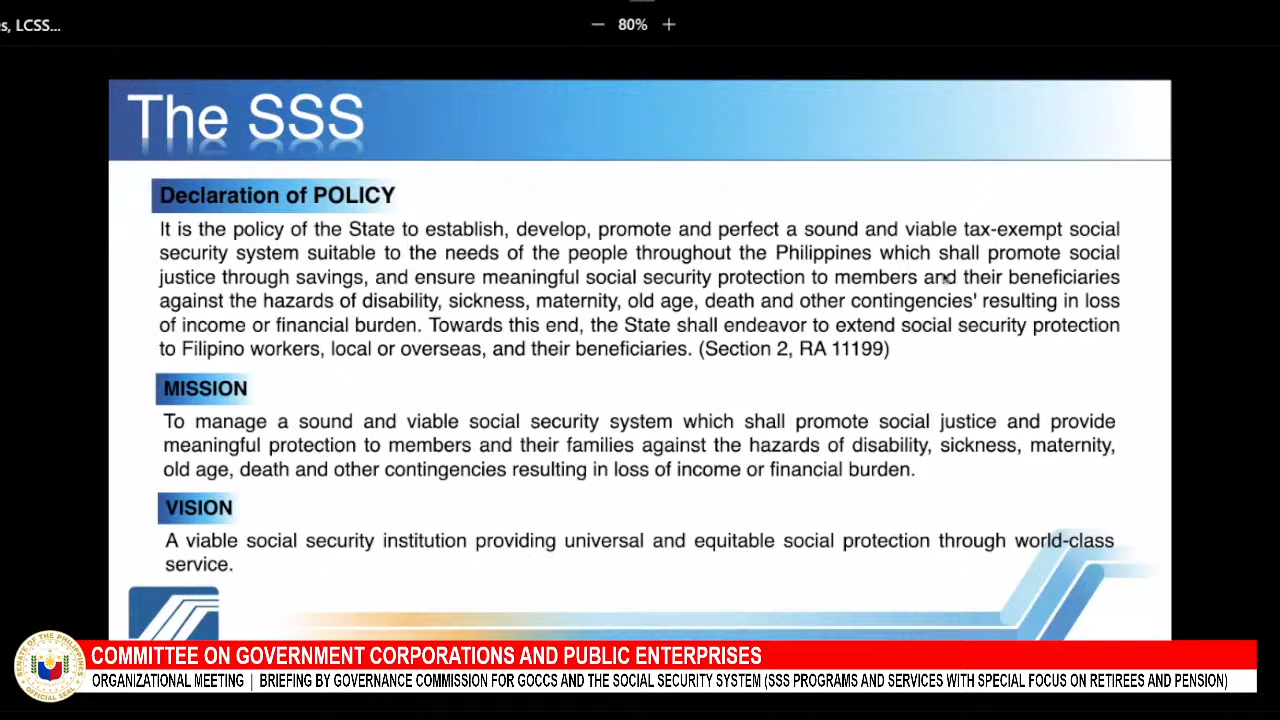 s, LCSS...
— 80% +
The SSS
Declaration of POLICY
It is the policy of the State to establish, develop, promote and perfect a sound and viable tax-exempt social
security system suitable to the needs of the people throughout the Philippines which shall promote social
justice through savings, and ensure meaningful social security protection to members and their beneficiaries
against the hazards of disability, sickness, maternity, old age, death and other contingencies' resulting in loss
of income or financial burden. Towards this end, the State shall endeavor to extend social security protection
to Filipino workers, local or overseas, and their beneficiaries. (Section 2, RA 11199)
MISSION
To manage a sound and viable social security system which shall promote social justice and provide
meaningful protection to members and their families against the hazards of disability, sickness, maternity,
old age, death and other contingencies resulting in loss of income or financial burden.
VISION
A viable social security institution providing universal and equitable social protection through world-class
service.
SENATE OF THE PHILIPPINES
OFFICIAL SEAL
COMMITTEE ON GOVERNMENT CORPORATIONS AND PUBLIC ENTERPRISES
ORGANIZATIONAL MEETING | BRIEFING BY GOVERNANCE COMMISSION FOR GOCCS AND THE SOCIAL SECURITY SYSTEM (SSS PROGRAMS AND SERVICES WITH SPECIAL FOCUS ON RETIREES AND PENSION)